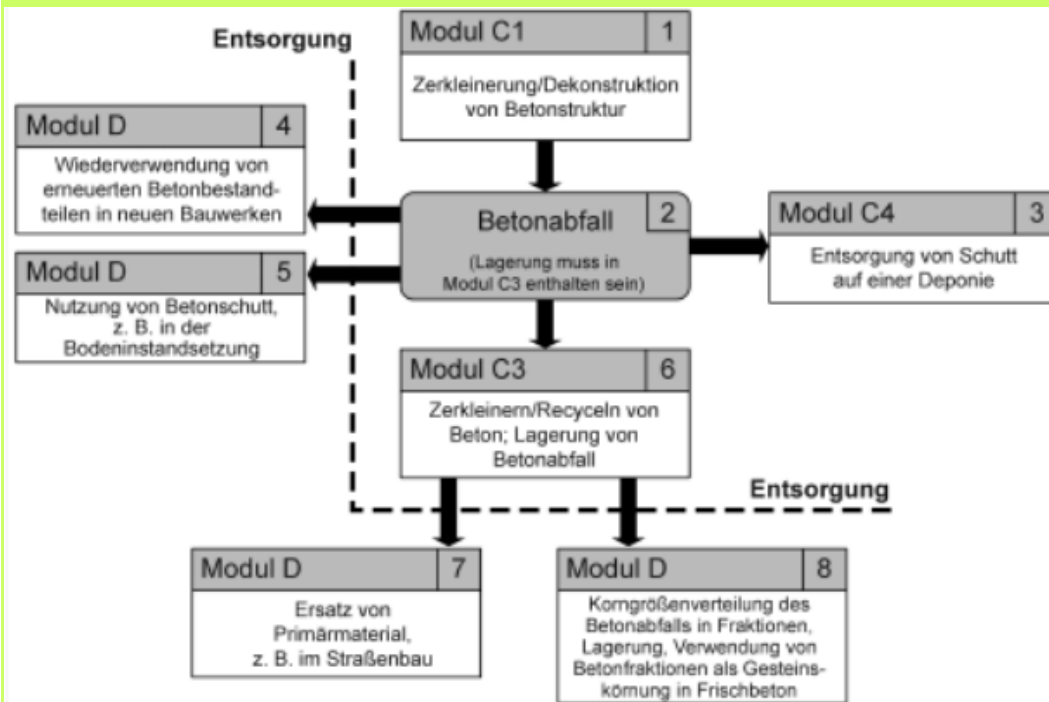 Entsorgung
Modul C1 1
Zerkleinerung/Dekonstruktion
von Betonstruktur
Modul D 4
Wiederverwendung von
erneuerten Betonbestand-
teilen in neuen Bauwerken
Betonabfall 2
(Lagerung muss in
Modul C3 enthalten sein)
Modul C4 3
Entsorgung von Schutt
auf einer Deponie
Modul D 5
Nutzung von Betonschutt,
z. B. in der
Bodeninstandsetzung
Modul C3 6
Zerkleinern/Recyceln von
Beton; Lagerung von
Betonabfall
Entsorgung
Modul D 7
Ersatz von
Primärmaterial,
z. B. im Straßenbau
Modul D 8
Korngrößenverteilung des
Betonabfalls in Fraktionen,
Lagerung, Verwendung von
Betonfraktionen als Gesteins-
körnung in Frischbeton